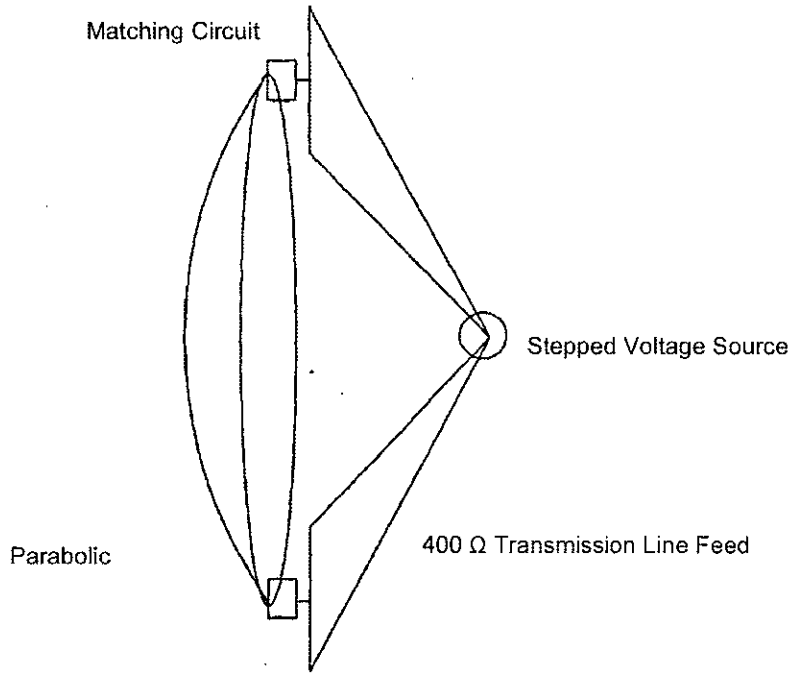 Matching Circuit
Stepped Voltage Source
400 Ω Transmission Line Feed
Parabolic